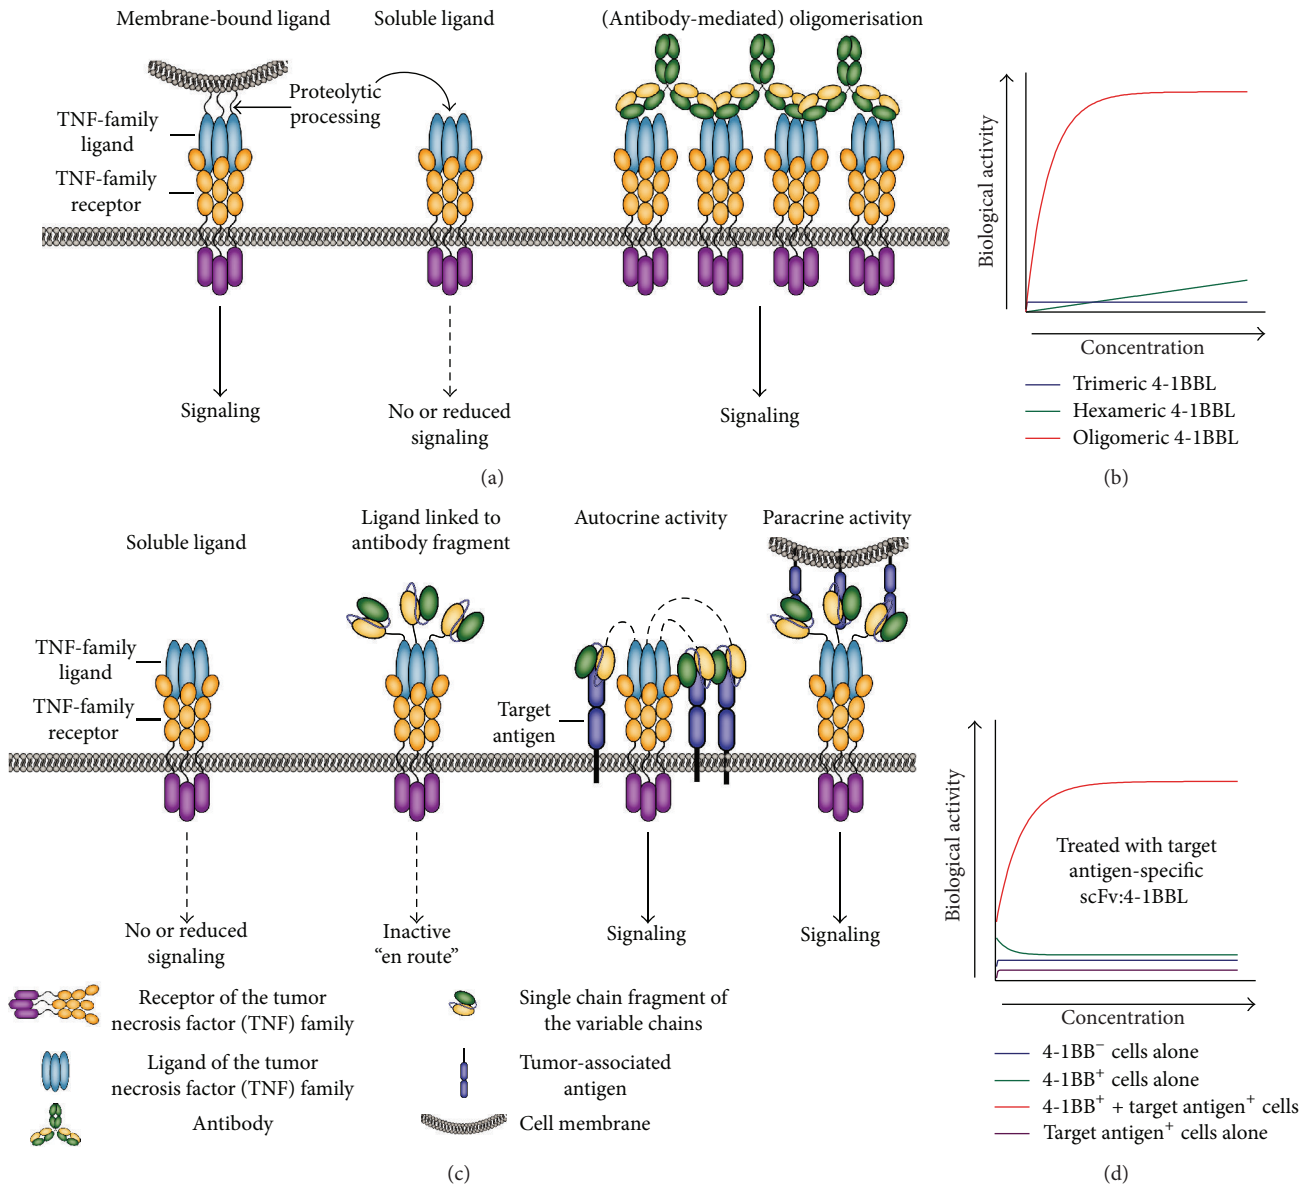 Membrane-bound ligand
Soluble ligand
(Antibody-mediated) oligomerisation
Proteolytic
processing
TNF-family
ligand
TNF-family
receptor
Signaling
No or reduced
signaling
Signaling
(a)
Biological activity
Concentration
Trimeric 4-1BBL
Hexameric 4-1BBL
Oligomeric 4-1BBL
(b)
Soluble ligand
Ligand linked to
antibody fragment
Autocrine activity
Paracrine activity
TNF-family
ligand
TNF-family
receptor
Target
antigen
No or reduced
signaling
Inactive
“en route”
Signaling
Signaling
Receptor of the tumor
necrosis factor (TNF) family
Ligand of the tumor
necrosis factor (TNF) family
Antibody
Single chain fragment of
the variable chains
Tumor-associated
antigen
Cell membrane
(c)
Biological activity
Treated with target
antigen-specific
scFv:4-1BBL
Concentration
4-1BB⁻ cells alone
4-1BB⁺ cells alone
4-1BB⁺ + target antigen⁺ cells
Target antigen⁺ cells alone
(d)